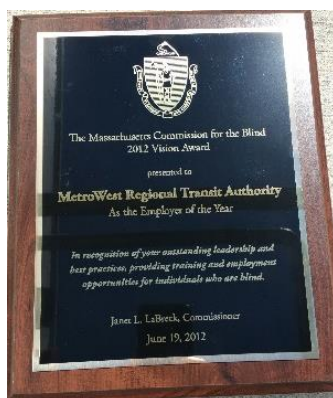 The Massachusetts Commission for the Blind
2012 Vision Award
presented to
MetroWest Regional Transit Authority
As the Employer of the Year
In recognition of your outstanding leadership and
best practices, providing training and employment
opportunities for individuals who are blind.
Janet L. LaBreck, Commissioner
June 19, 2012